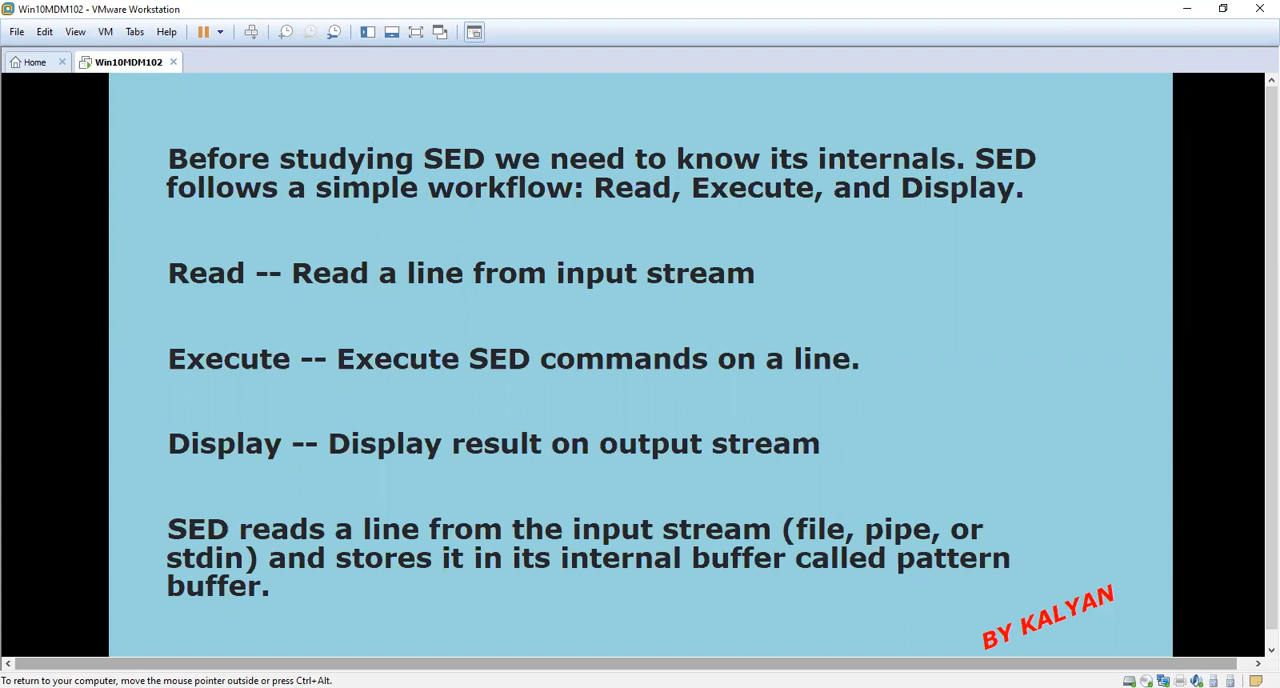 Win10MDM102 - VMware Workstation
File Edit View VM Tabs Help
Home Win10MDM102
Before studying SED we need to know its internals. SED
follows a simple workflow: Read, Execute, and Display.
Read -- Read a line from input stream
Execute -- Execute SED commands on a line.
Display -- Display result on output stream
SED reads a line from the input stream (file, pipe, or
stdin) and stores it in its internal buffer called pattern
buffer.
BY KALYAN
To return to your computer, move the mouse pointer outside or press Ctrl+Alt.